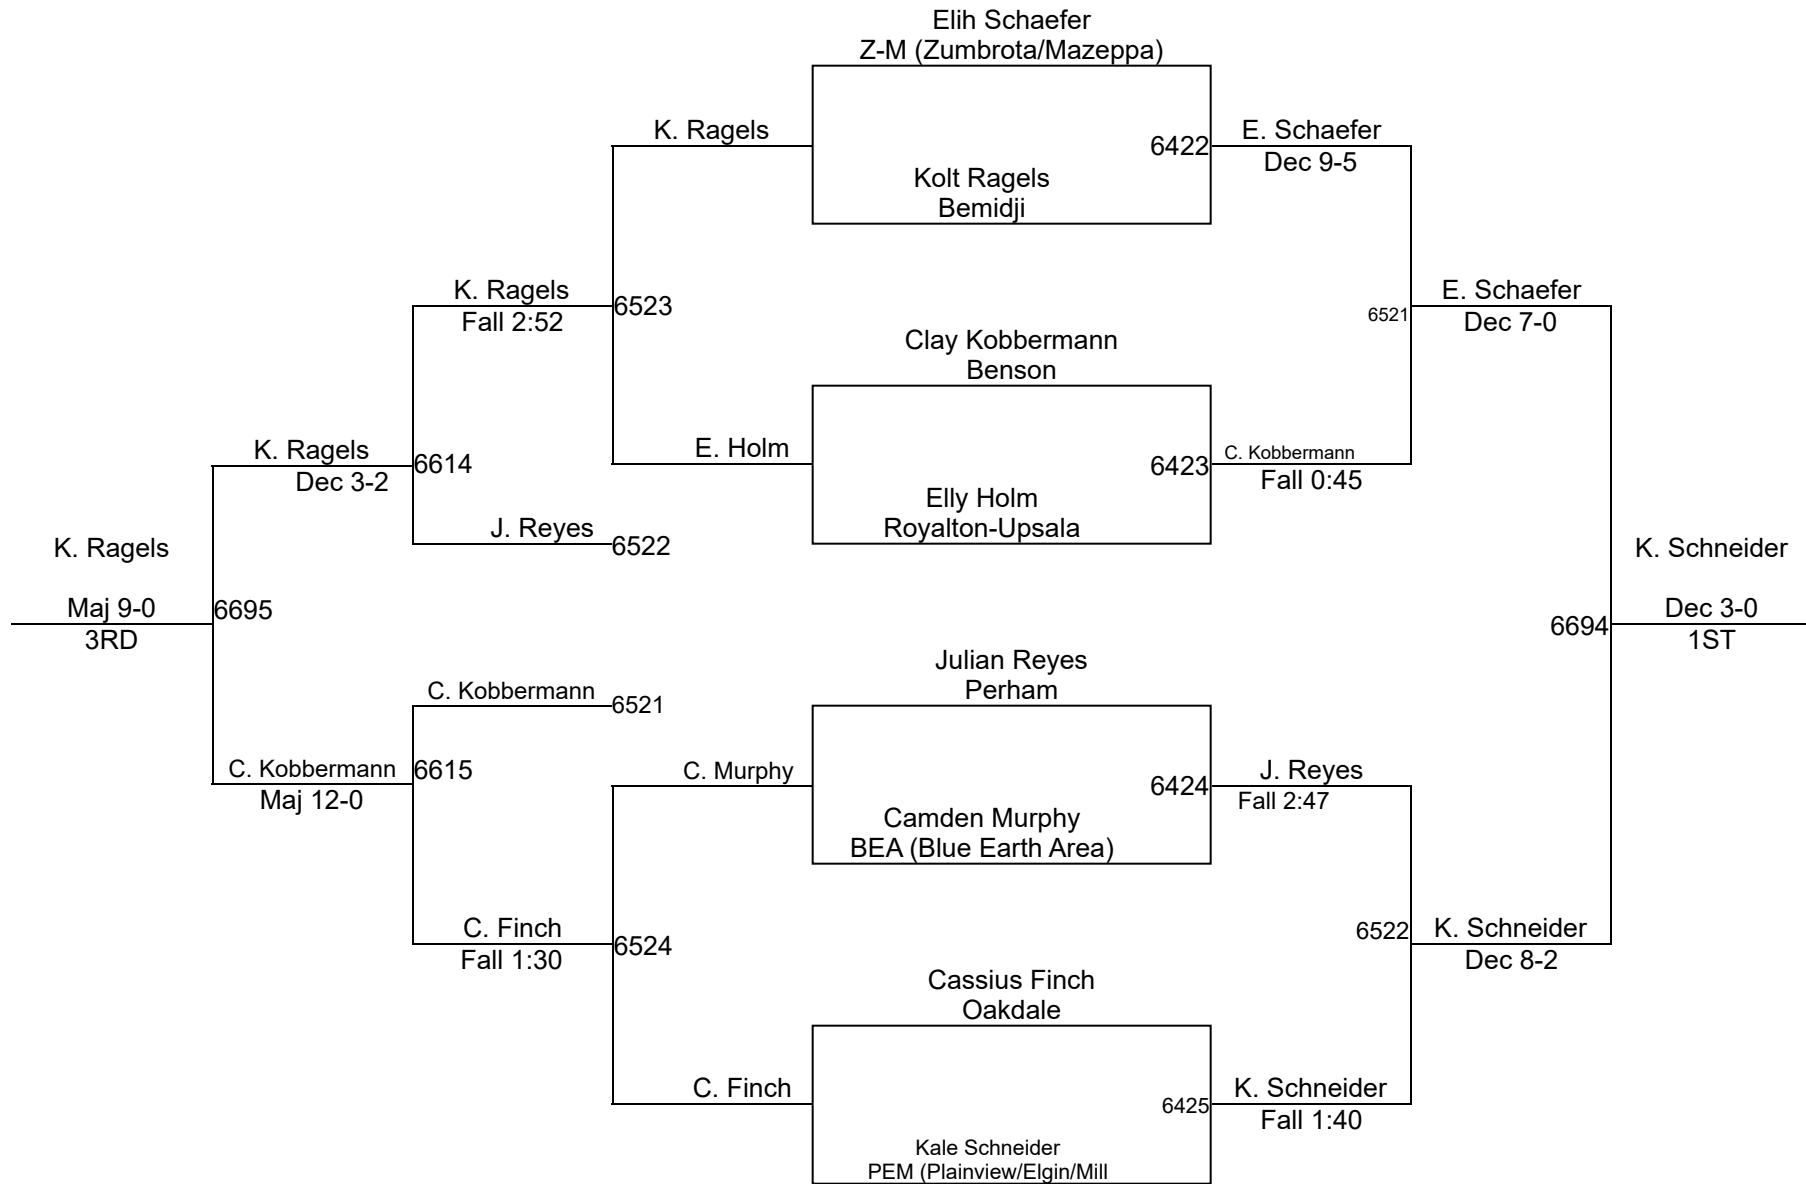 Elih Schaefer
Z-M (Zumbrota/Mazeppa)
K. Ragels
6422
E. Schaefer
Dec 9-5
Kolt Ragels
Bemidji
K. Ragels
Fall 2:52
6523
6521
E. Schaefer
Dec 7-0
Clay Kobbermann
Benson
K. Ragels
Dec 3-2
6614
E. Holm
6423
C. Kobbermann
Fall 0:45
Elly Holm
Royalton-Upsala
J. Reyes
6522
K. Ragels
Maj 9-0
3RD
6695
K. Schneider
6694
Dec 3-0
1ST
Julian Reyes
Perham
C. Kobbermann
6521
C. Kobbermann
Maj 12-0
6615
C. Murphy
6424
J. Reyes
Fall 2:47
Camden Murphy
BEA (Blue Earth Area)
C. Finch
Fall 1:30
6524
6522
K. Schneider
Dec 8-2
Cassius Finch
Oakdale
C. Finch
6425
K. Schneider
Fall 1:40
Kale Schneider
PEM (Plainview/Elgin/Mill